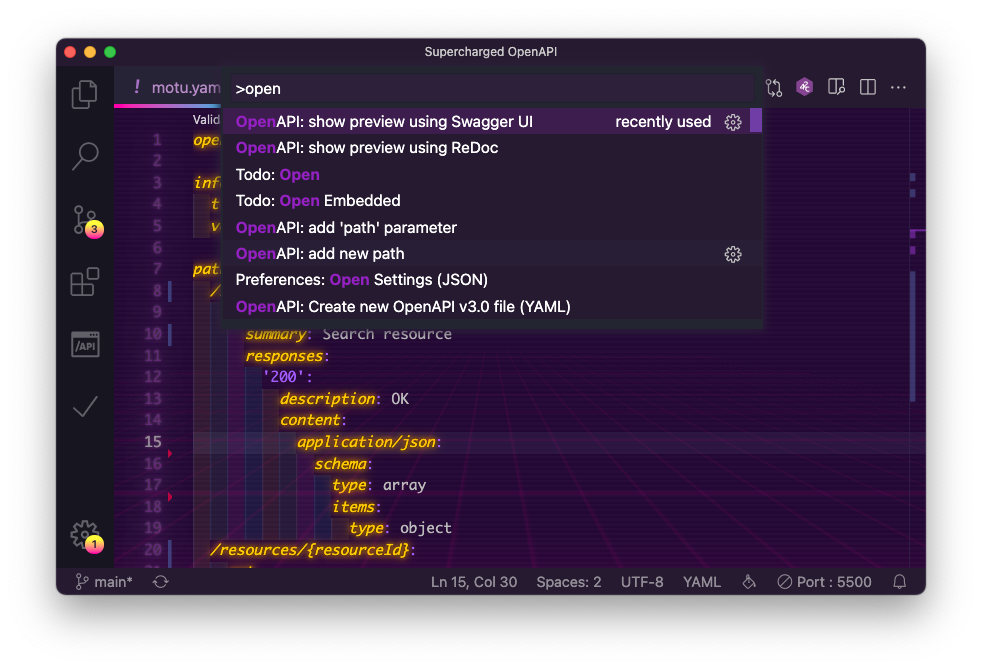 Supercharged OpenAPI
! motu.yam
>open
Valid
OpenAPI: show preview using Swagger UI recently used
OpenAPI: show preview using ReDoc
Todo: Open
Todo: Open Embedded
OpenAPI: add 'path' parameter
OpenAPI: add new path
Preferences: Open Settings (JSON)
OpenAPI: Create new OpenAPI v3.0 file (YAML)
1 ope
2
3 inf
4 t
5 v
6
7 pat
8 /
9
10 summary: Search resource
11 responses:
12 '200':
13 description: OK
14 content:
15 application/json:
16 schema:
17 type: array
18 items:
19 type: object
20 /resources/{resourceId}:
3
/API
1
main* Ln 15, Col 30 Spaces: 2 UTF-8 YAML Port : 5500